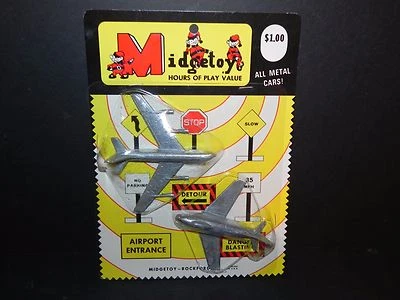 $1.00
Midgetoy
HOURS OF PLAY VALUE
ALL METAL
CARS!
STOP
SLOW
NO
PARKING
DETOUR
35
MPH
AIRPORT
ENTRANCE
DANGER
BLASTING
MIDGETOY - ROCKFORD